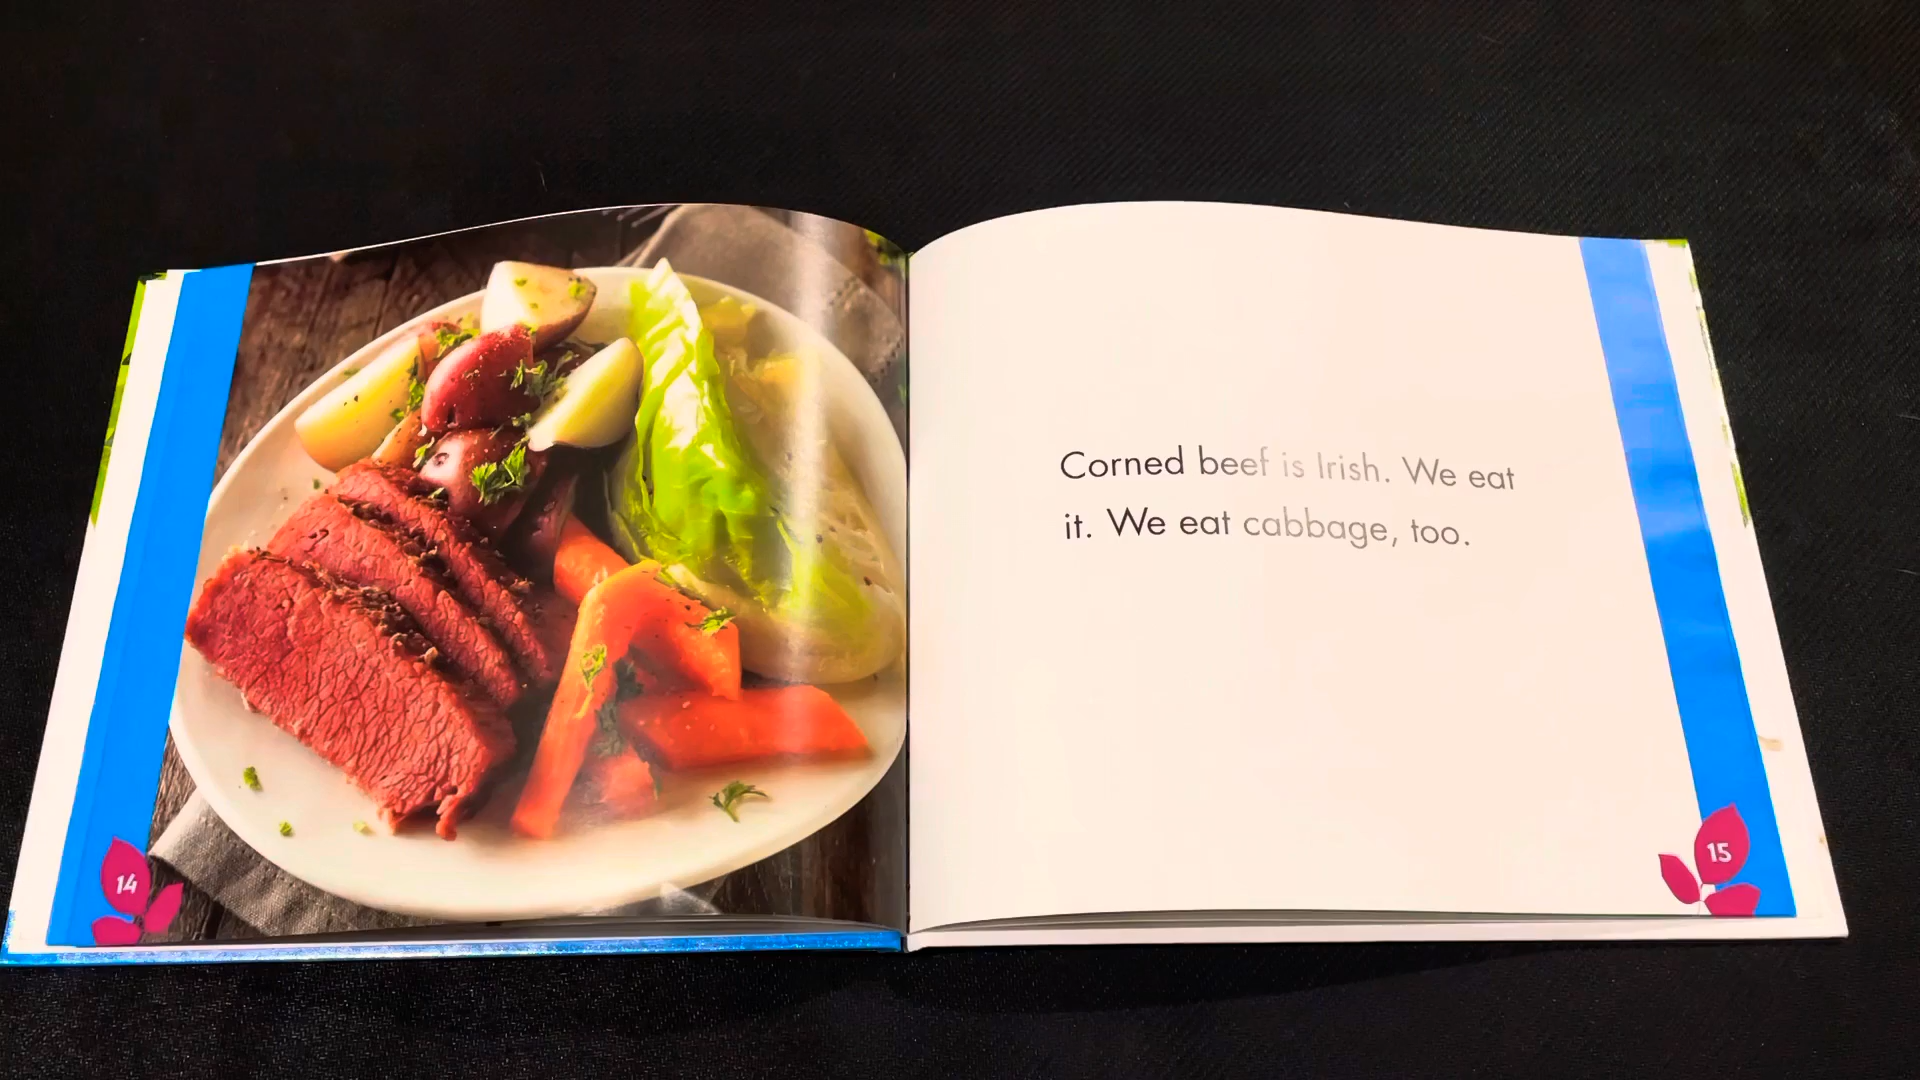 Corned beef is Irish. We eat
it. We eat cabbage, too.
14
15